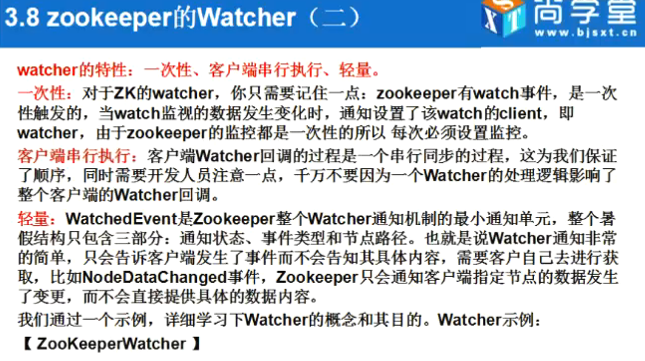 3.8 zookeeper的Watcher（二）
尚学堂
www.bjsxt.com
watcher的特性：一次性、客户端串行执行、轻量。
一次性：对于ZK的watcher，你只需要记住一点：zookeeper有watch事件，是一次
性触发的，当watch监视的数据发生变化时，通知设置了该watch的client，即
watcher，由于zookeeper的监控都是一次性的所以 每次必须设置监控。
客户端串行执行：客户端Watcher回调的过程是一个串行同步的过程，这为我们保证
了顺序，同时需要开发人员注意一点，千万不要因为一个Watcher的处理逻辑影响了
整个客户端的Watcher回调。
轻量：WatchedEvent是Zookeeper整个Watcher通知机制的最小通知单元，整个暑
假结构只包含三部分：通知状态、事件类型和节点路径。也就是说Watcher通知非常
的简单，只会告诉客户端发生了事件而不会告知其具体内容，需要客户自己去进行获
取，比如NodeDataChanged事件，Zookeeper只会通知客户端指定节点的数据发生
了变更，而不会直接提供具体的数据内容。
我们通过一个示例，详细学习下Watcher的概念和其目的。Watcher示例：
【 ZooKeeperWatcher 】